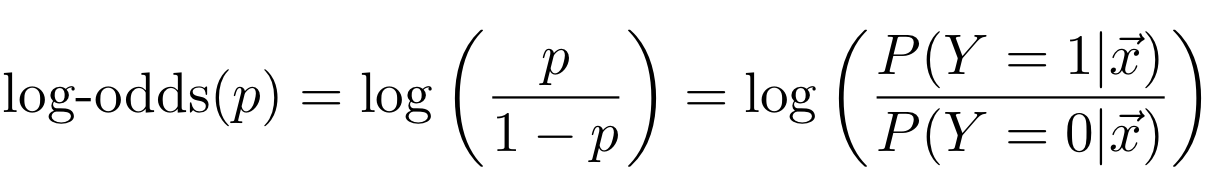 log-odds(p) = log (p / (1 − p)) = log (P(Y = 1|x⃗) / P(Y = 0|x⃗))